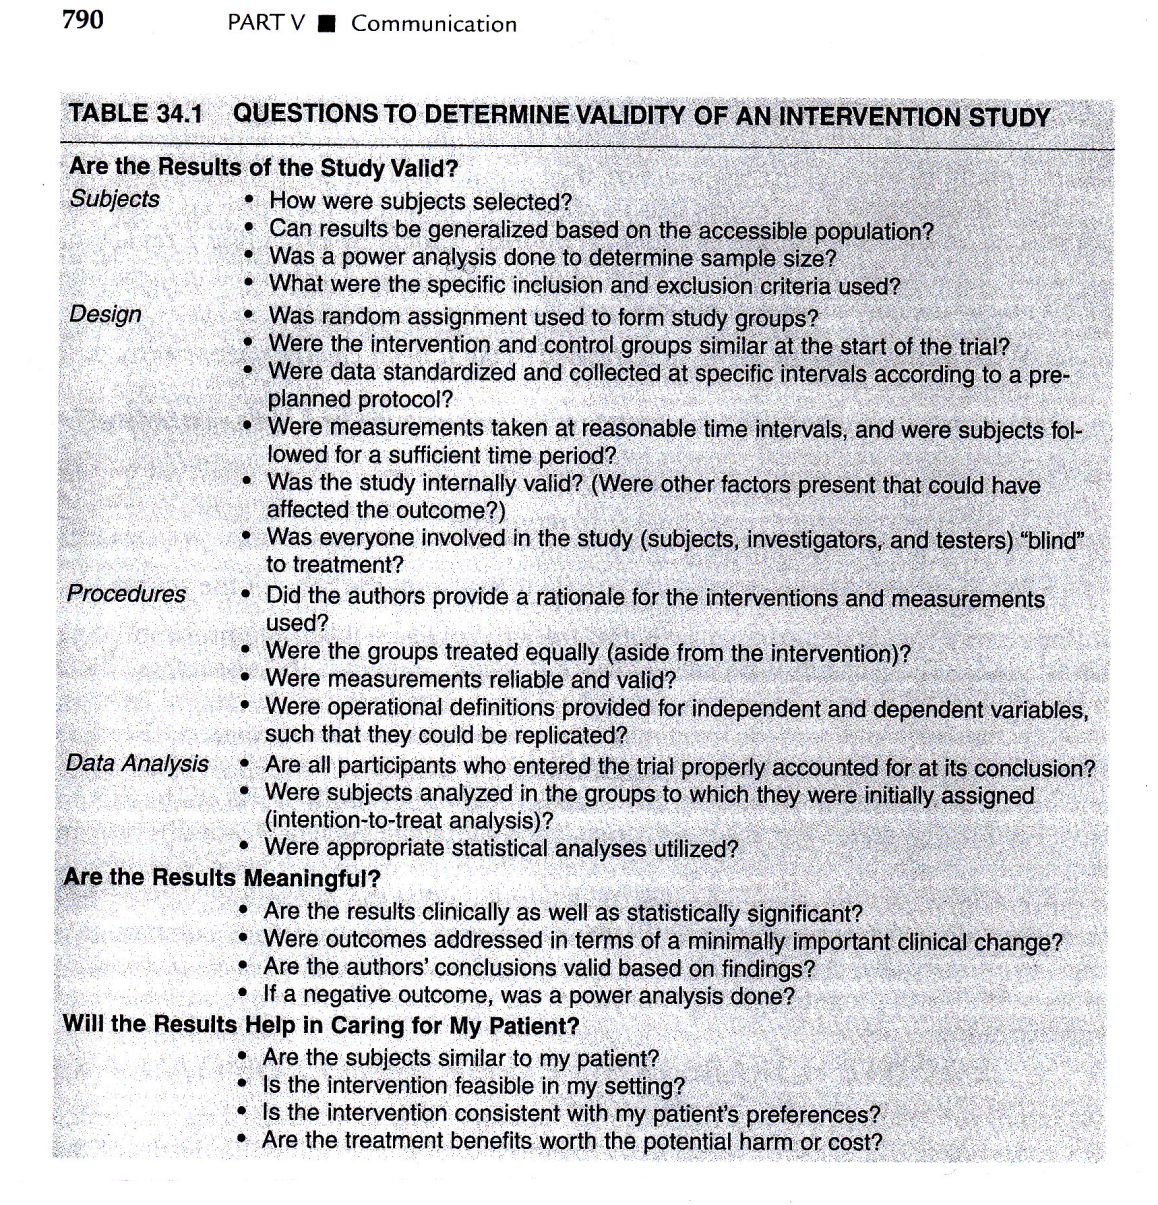 790 PART V ■ Communication
TABLE 34.1 QUESTIONS TO DETERMINE VALIDITY OF AN INTERVENTION STUDY
Are the Results of the Study Valid?
Subjects • How were subjects selected?
• Can results be generalized based on the accessible population?
• Was a power analysis done to determine sample size?
• What were the specific inclusion and exclusion criteria used?
Design • Was random assignment used to form study groups?
• Were the intervention and control groups similar at the start of the trial?
• Were data standardized and collected at specific intervals according to a pre-
planned protocol?
• Were measurements taken at reasonable time intervals, and were subjects fol-
lowed for a sufficient time period?
• Was the study internally valid? (Were other factors present that could have
affected the outcome?)
• Was everyone involved in the study (subjects, investigators, and testers) “blind”
to treatment?
Procedures • Did the authors provide a rationale for the interventions and measurements
used?
• Were the groups treated equally (aside from the intervention)?
• Were measurements reliable and valid?
• Were operational definitions provided for independent and dependent variables,
such that they could be replicated?
Data Analysis • Are all participants who entered the trial properly accounted for at its conclusion?
• Were subjects analyzed in the groups to which they were initially assigned
(intention-to-treat analysis)?
• Were appropriate statistical analyses utilized?
Are the Results Meaningful?
• Are the results clinically as well as statistically significant?
• Were outcomes addressed in terms of a minimally important clinical change?
• Are the authors’ conclusions valid based on findings?
• If a negative outcome, was a power analysis done?
Will the Results Help in Caring for My Patient?
• Are the subjects similar to my patient?
• Is the intervention feasible in my setting?
• Is the intervention consistent with my patient’s preferences?
• Are the treatment benefits worth the potential harm or cost?